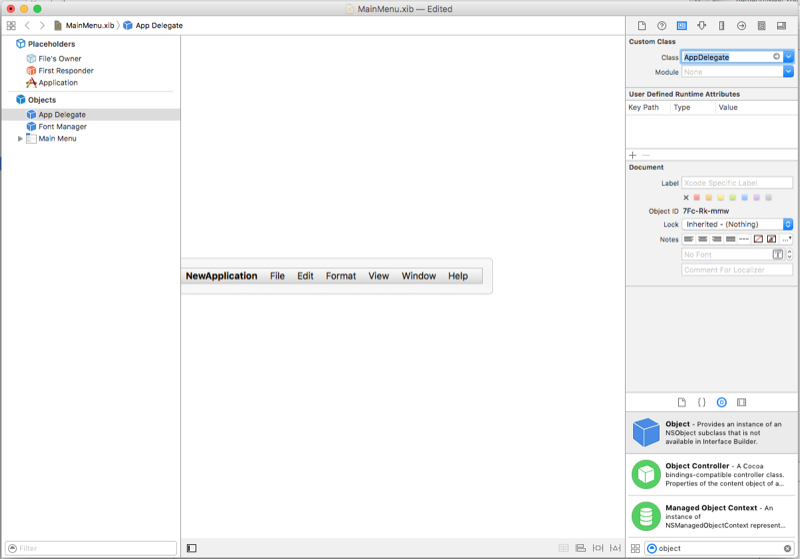 MainMenu.xib — Edited
MainMenu.xib
App Delegate
Placeholders
File's Owner
First Responder
Application
Objects
App Delegate
Font Manager
Main Menu
Filter
NewApplication File Edit Format View Window Help
Custom Class
Class AppDelegate
Module None
User Defined Runtime Attributes
Key Path Type Value
Document
Label Xcode Specific Label
Object ID 7Fc-Rk-mmw
Lock Inherited - (Nothing)
Notes
No Font
Comment For Localizer
Object - Provides an instance of an
NSObject subclass that is not
available in Interface Builder.
Object Controller - A Cocoa
bindings-compatible controller class.
Properties of the content object of a...
Managed Object Context - An
instance of
NSManagedObjectContext represent...
object